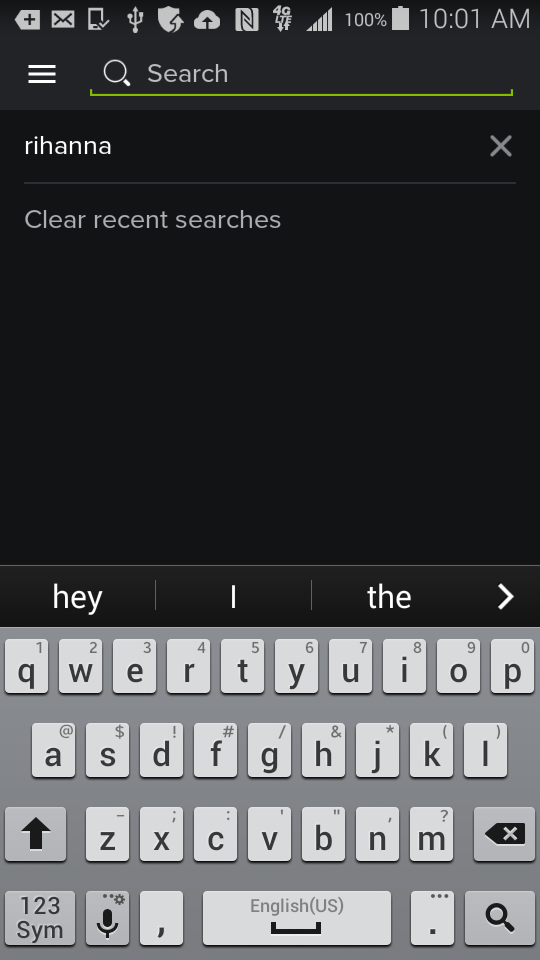 4G LTE 100% 10:01 AM
Search
rihanna
Clear recent searches
hey I the
1 2 3 4 5 6 7 8 9 0
q w e r t y u i o p
@ $ ! # / & * ( )
a s d f g h j k l
– ; : ' " , ?
z x c v b n m
123 Sym , English(US) .